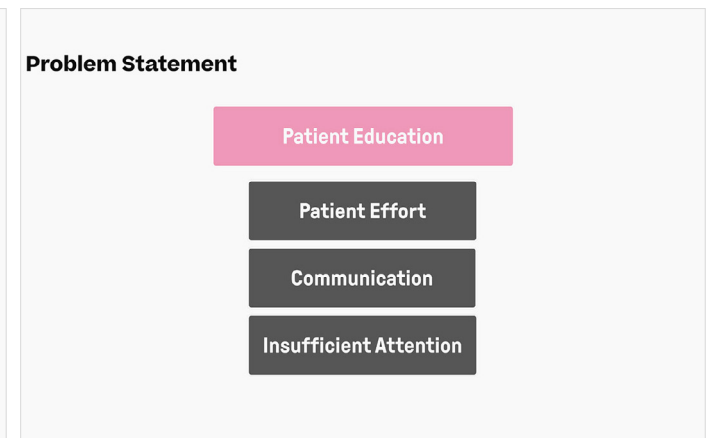 Problem Statement
Patient Education
Patient Effort
Communication
Insufficient Attention